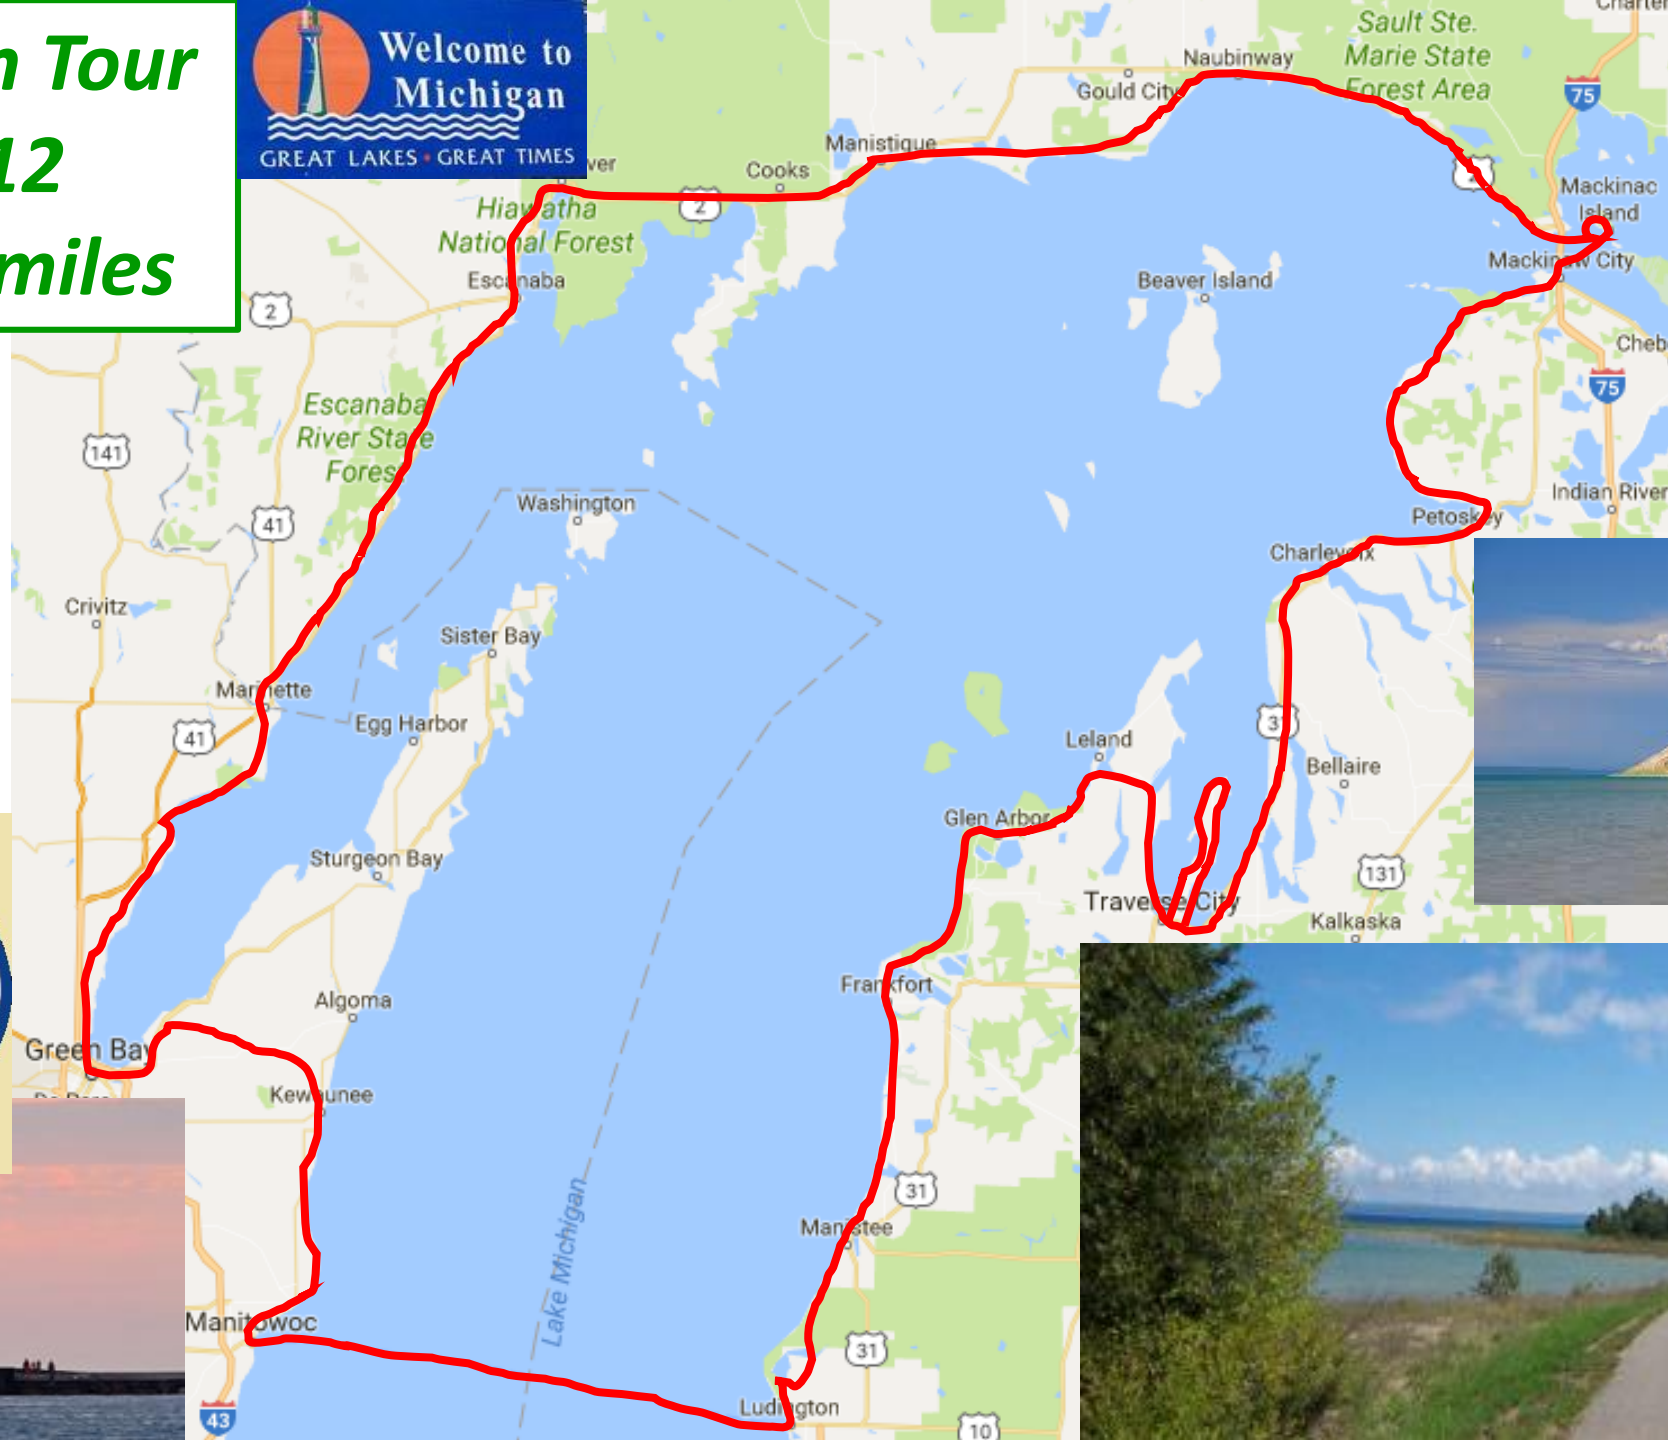 Tour
12
miles
Welcome to
Michigan
GREAT LAKES • GREAT TIMES
Sault Ste.
Marie State
Forest Area
Naubinway
Gould City
75
Manistique
Cooks
2
2
Mackinac
Island
Hiawatha
National Forest
Mackinaw City
Escanaba
Beaver Island
2
75
Escanaba
River State
Forest
141
41
Washington
Indian River
Petoskey
Charlevoix
Crivitz
Sister Bay
Marinette
Egg Harbor
41
31
Leland
Bellaire
Glen Arbor
Sturgeon Bay
131
Traverse City
Kalkaska
Frankfort
Algoma
Green Bay
Kewaunee
31
Manistee
Lake Michigan
Manitowoc
31
Ludington
43
10